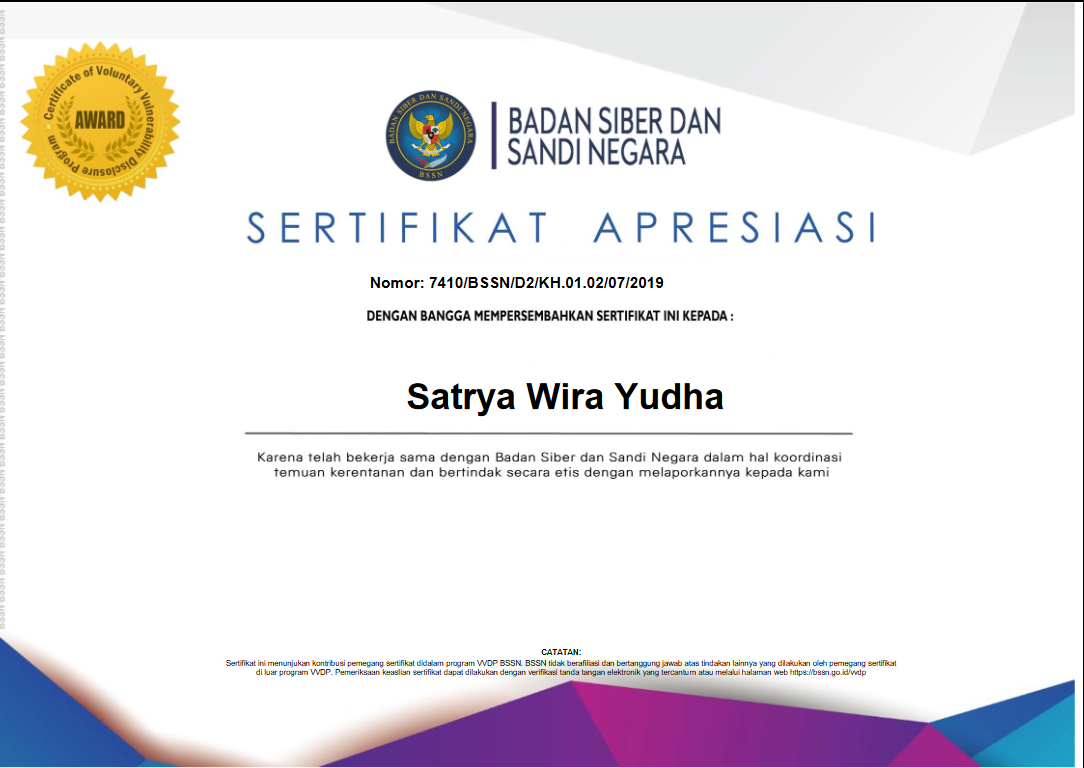 Certificate of Voluntary Vulnerability Disclosure Program
AWARD
BADAN SIBER DAN SANDI NEGARA
BSSN
BADAN SIBER DAN
SANDI NEGARA
SERTIFIKAT APRESIASI
Nomor: 7410/BSSN/D2/KH.01.02/07/2019
DENGAN BANGGA MEMPERSEMBAHKAN SERTIFIKAT INI KEPADA :
Satrya Wira Yudha
Karena telah bekerja sama dengan Badan Siber dan Sandi Negara dalam hal koordinasi
temuan kerentanan dan bertindak secara etis dengan melaporkannya kepada kami
CATATAN:
Sertifikat ini menunjukan kontribusi pemegang sertifikat didalam program VVDP BSSN. BSSN tidak berafiliasi dan bertanggung jawab atas tindakan lainnya yang dilakukan oleh pemegang sertifikat
di luar program VVDP. Pemeriksaan keaslian sertifikat dapat dilakukan dengan verifikasi tanda tangan elektronik yang tercantum atau melalui halaman web https://bssn.go.id/vvdp